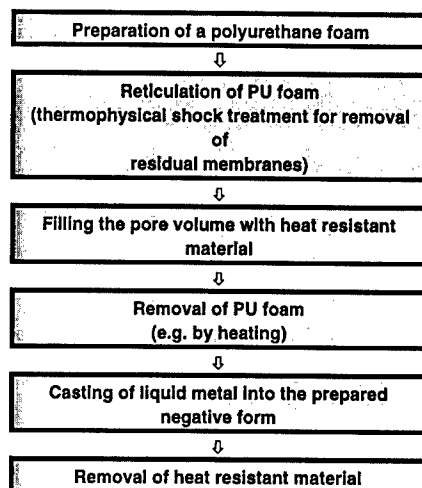 Preparation of a polyurethane foam
⇩
Reticulation of PU foam
(thermophysical shock treatment for removal
of
residual membranes)
⇩
Filling the pore volume with heat resistant
material
⇩
Removal of PU foam
(e.g. by heating)
⇩
Casting of liquid metal into the prepared
negative form
⇩
Removal of heat resistant material